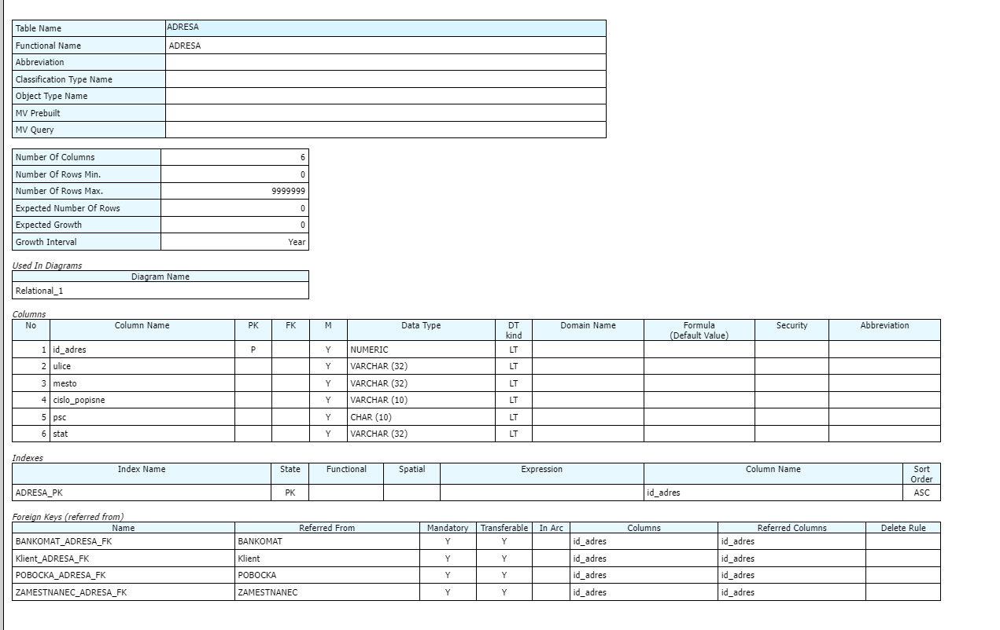 Table Name ADRESA
Functional Name ADRESA
Abbreviation
Classification Type Name
Object Type Name
MV Prebuilt
MV Query
Number Of Columns 6
Number Of Rows Min. 0
Number Of Rows Max. 9999999
Expected Number Of Rows 0
Expected Growth 0
Growth Interval Year
Used In Diagrams
Diagram Name
Relational_1
Columns
No Column Name PK FK M Data Type DT kind Domain Name Formula (Default Value) Security Abbreviation
1 id_adres P Y NUMERIC LT
2 ulice Y VARCHAR (32) LT
3 mesto Y VARCHAR (32) LT
4 cislo_popisne Y VARCHAR (10) LT
5 psc Y CHAR (10) LT
6 stat Y VARCHAR (32) LT
Indexes
Index Name State Functional Spatial Expression Column Name Sort Order
ADRESA_PK PK id_adres ASC
Foreign Keys (referred from)
Name Referred From Mandatory Transferable In Arc Columns Referred Columns Delete Rule
BANKOMAT_ADRESA_FK BANKOMAT Y Y id_adres id_adres
Klient_ADRESA_FK Klient Y Y id_adres id_adres
POBOCKA_ADRESA_FK POBOCKA Y Y id_adres id_adres
ZAMESTNANEC_ADRESA_FK ZAMESTNANEC Y Y id_adres id_adres